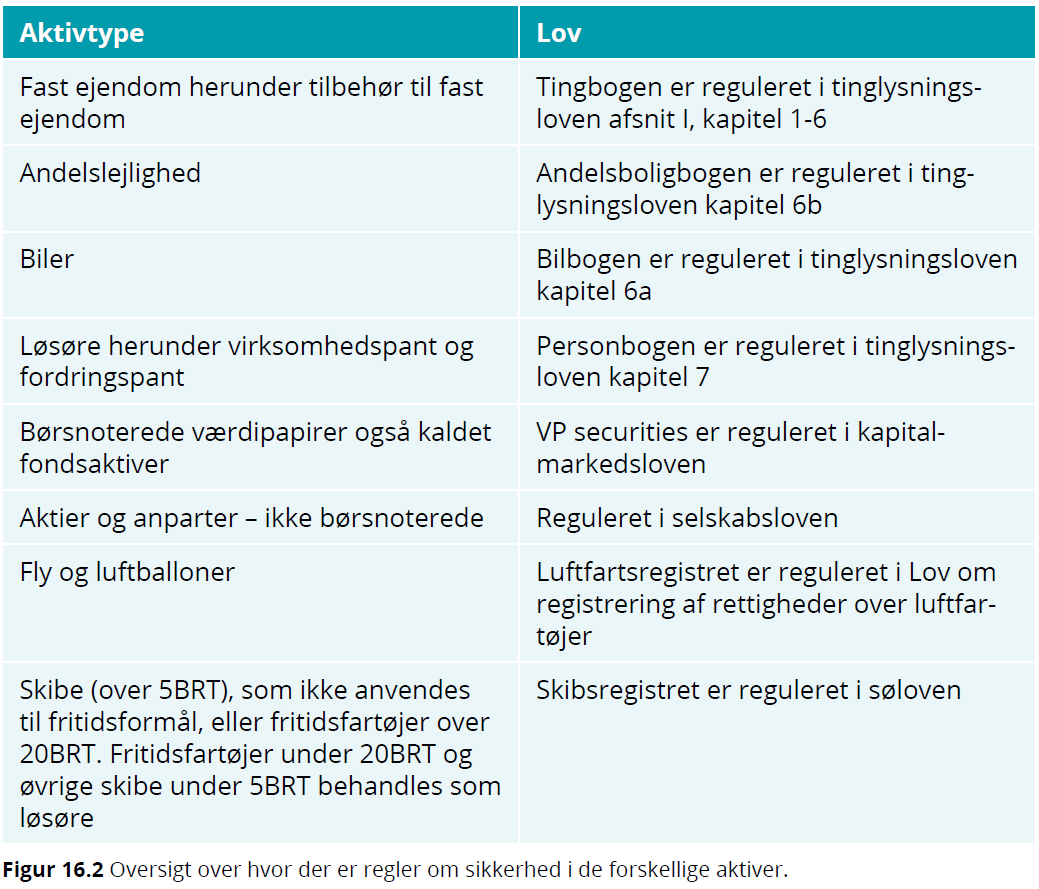 Aktivtype
Lov
Fast ejendom herunder tilbehør til fast
ejendom
Tingbogen er reguleret i tinglysnings-
loven afsnit I, kapitel 1-6
Andelslejlighed
Andelsboligbogen er reguleret i ting-
lysningsloven kapitel 6b
Biler
Bilbogen er reguleret i tinglysningsloven
kapitel 6a
Løsøre herunder virksomhedspant og
fordringspant
Personbogen er reguleret i tinglysnings-
loven kapitel 7
Børsnoterede værdipapirer også kaldet
fondsaktiver
VP securities er reguleret i kapital-
markedsloven
Aktier og anparter – ikke børsnoterede
Reguleret i selskabsloven
Fly og luftballoner
Luftfartsregistret er reguleret i Lov om
registrering af rettigheder over luftfar-
tøjer
Skibe (over 5BRT), som ikke anvendes
til fritidsformål, eller fritidsfartøjer over
20BRT. Fritidsfartøjer under 20BRT og
øvrige skibe under 5BRT behandles som
løsøre
Skibsregistret er reguleret i søloven
Figur 16.2 Oversigt over hvor der er regler om sikkerhed i de forskellige aktiver.